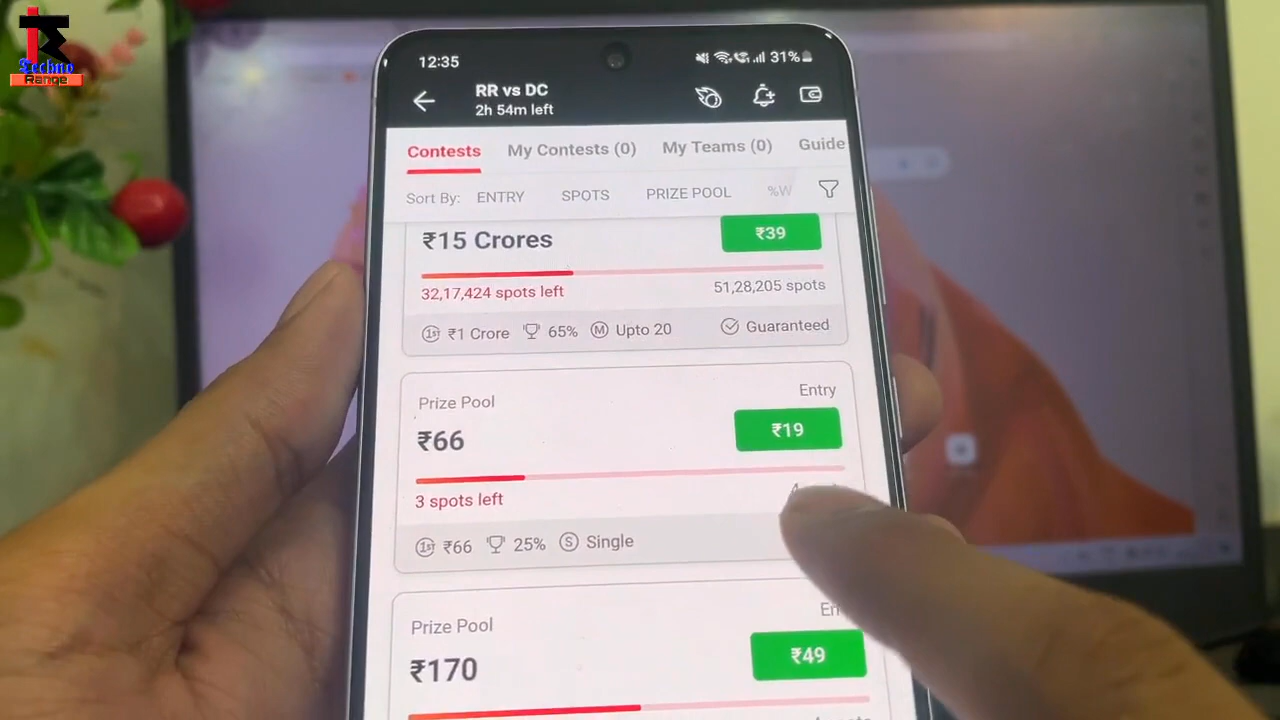 Techno
Range
12:35
31%
RR vs DC
2h 54m left
Contests
My Contests (0)
My Teams (0)
Guide
Sort By:
ENTRY
SPOTS
PRIZE POOL
%W
₹15 Crores
₹39
32,17,424 spots left
51,28,205 spots
1st ₹1 Crore
65%
M Upto 20
Guaranteed
Prize Pool
Entry
₹66
₹19
3 spots left
1st ₹66
25%
S Single
Prize Pool
₹170
₹49